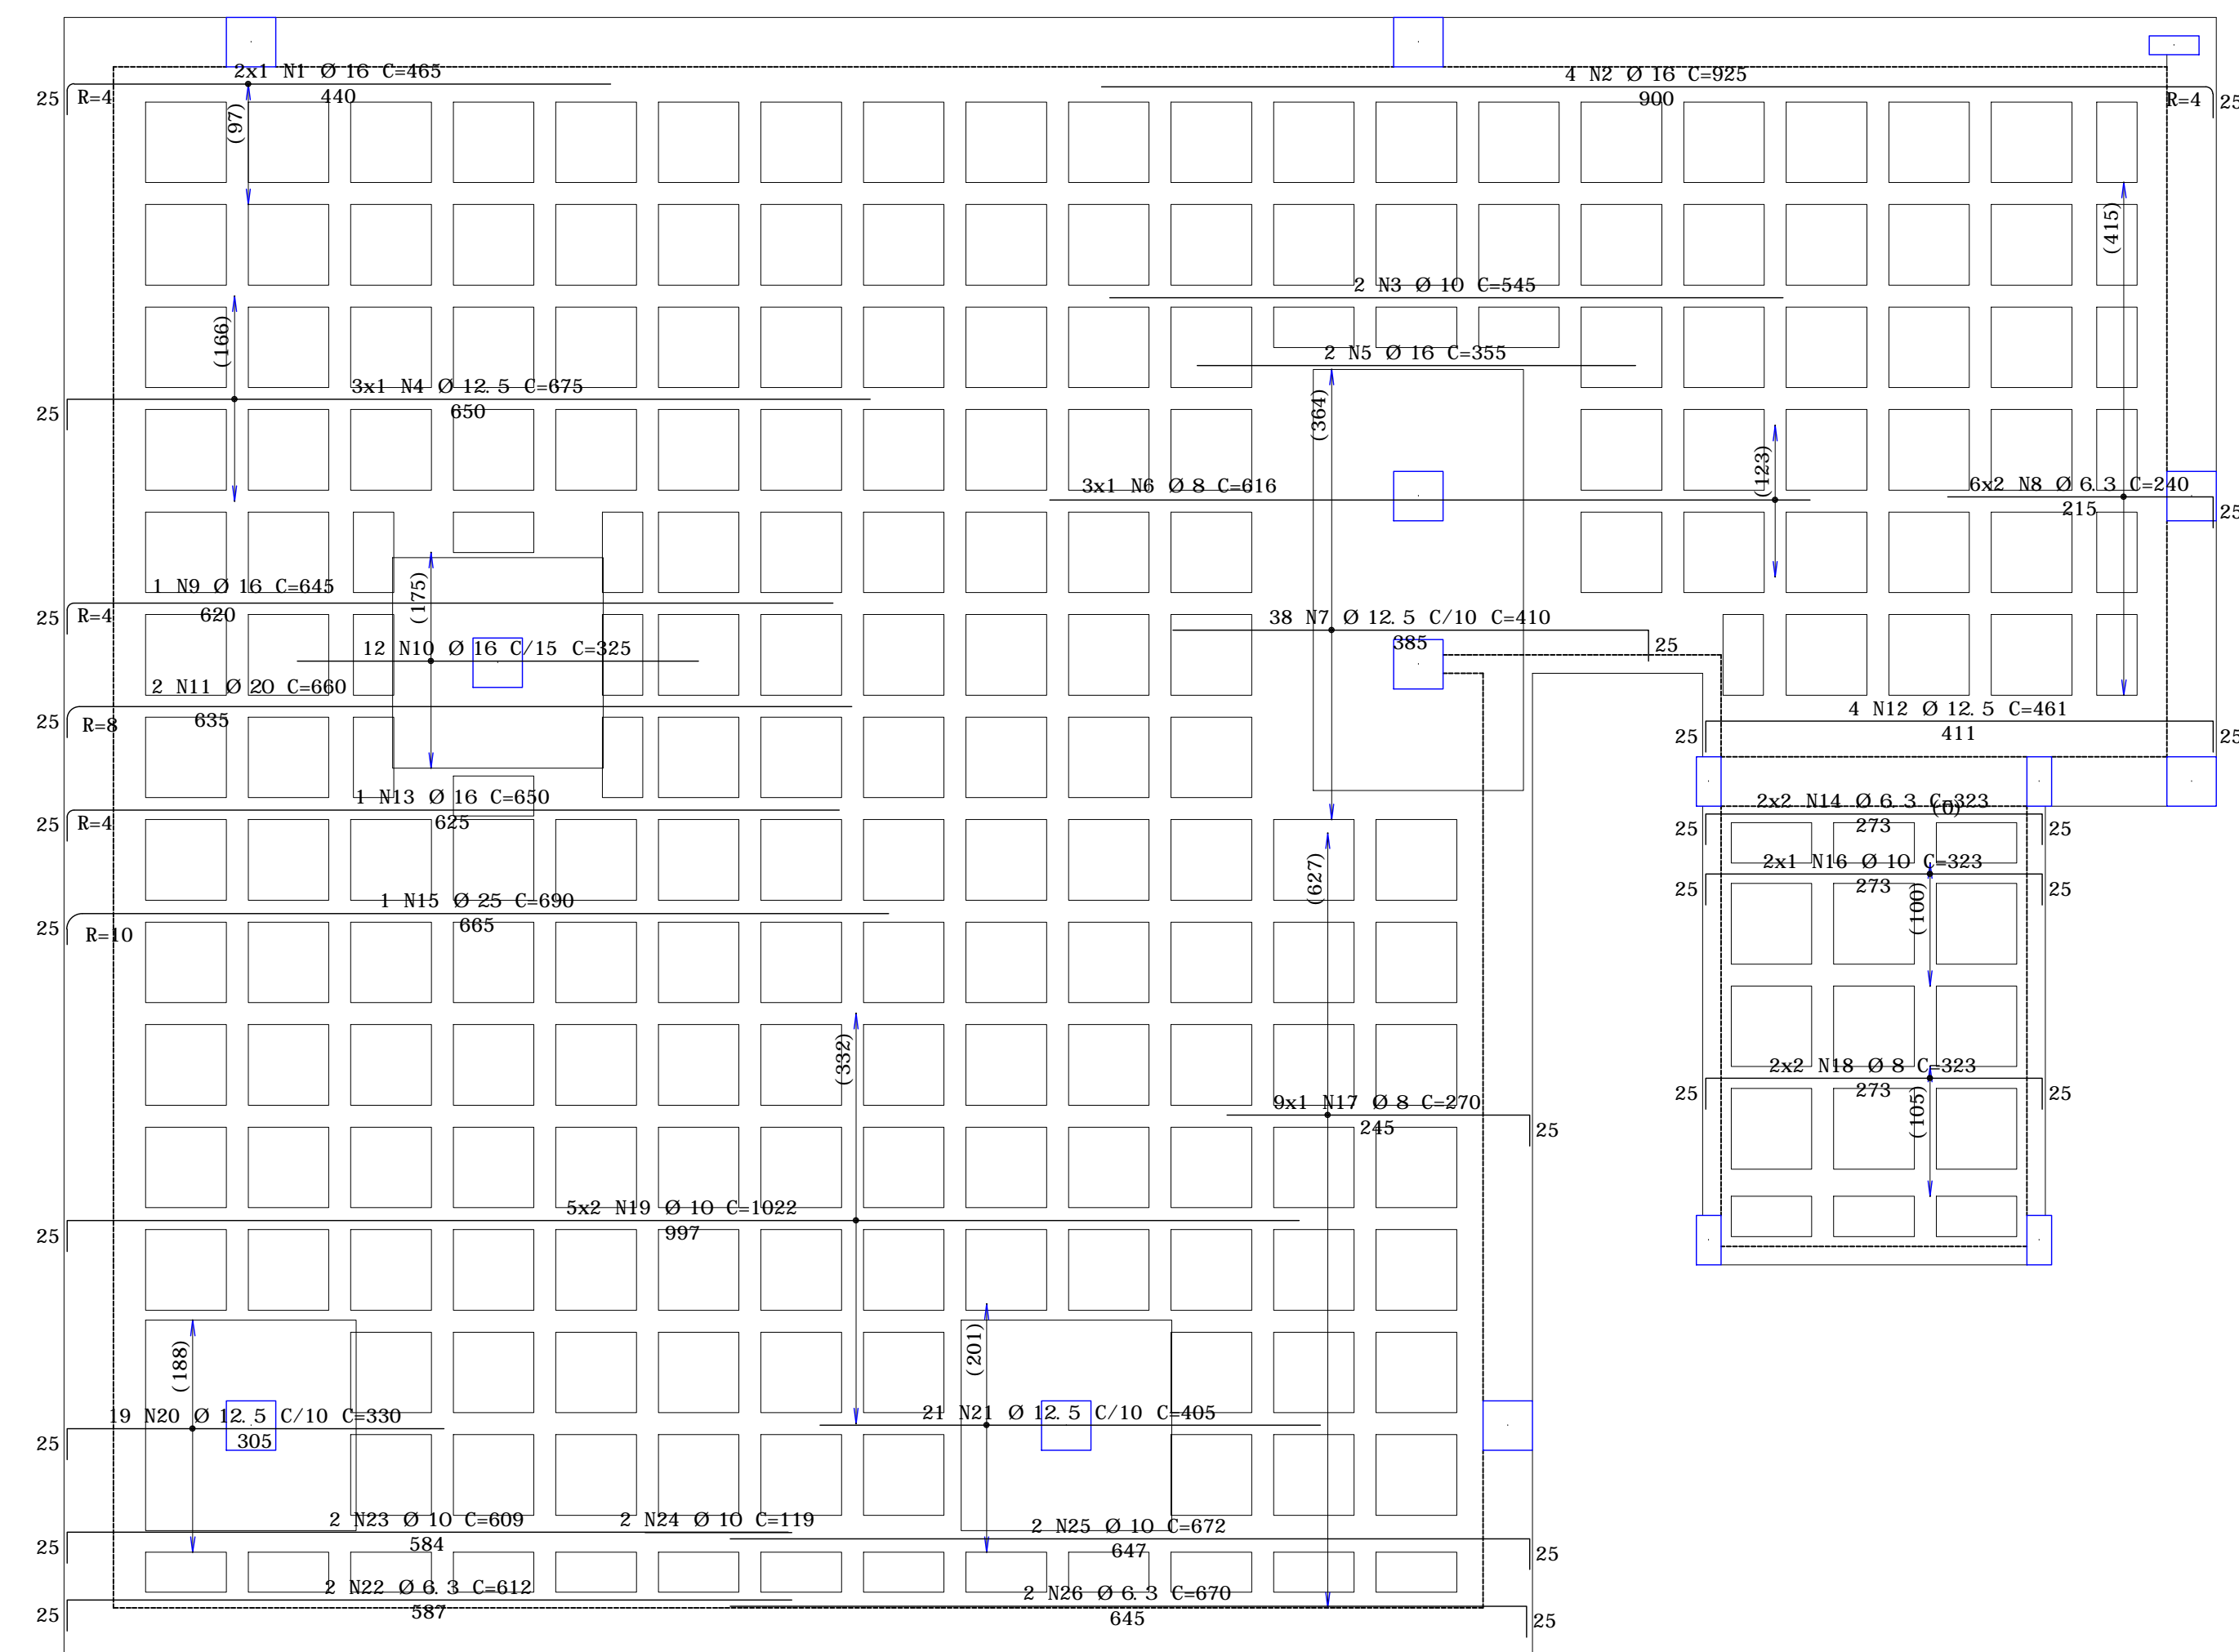 2x1 N1 Ø 16 C=465
440
25
R=4
(97)
4 N2 Ø 16 C=925
900
R=4
25
(415)
2 N3 Ø 10 C=545
(166)
3x1 N4 Ø 12.5 C=675
650
25
2 N5 Ø 16 C=355
(364)
3x1 N6 Ø 8 C=616
(123)
6x2 N8 Ø 6.3 C=240
215
25
1 N9 Ø 16 C=645
620
25
R=4
(175)
38 N7 Ø 12.5 C/10 C=410
385
25
12 N10 Ø 16 C/15 C=325
2 N11 Ø 20 C=660
635
25
R=8
4 N12 Ø 12.5 C=461
411
25
25
1 N13 Ø 16 C=650
625
25
R=4
2x2 N14 Ø 6.3 C=323
(0)
273
25
25
2x1 N16 Ø 10 C=323
273
25
25
(100)
(627)
1 N15 Ø 25 C=690
665
25
R=10
(332)
2x2 N18 Ø 8 C=323
273
25
25
(105)
9x1 N17 Ø 8 C=270
245
25
5x2 N19 Ø 10 C=1022
997
25
(188)
(201)
19 N20 Ø 12.5 C/10 C=330
305
25
21 N21 Ø 12.5 C/10 C=405
2 N23 Ø 10 C=609
584
25
2 N24 Ø 10 C=119
2 N25 Ø 10 C=672
647
25
2 N22 Ø 6.3 C=612
587
25
2 N26 Ø 6.3 C=670
645
25